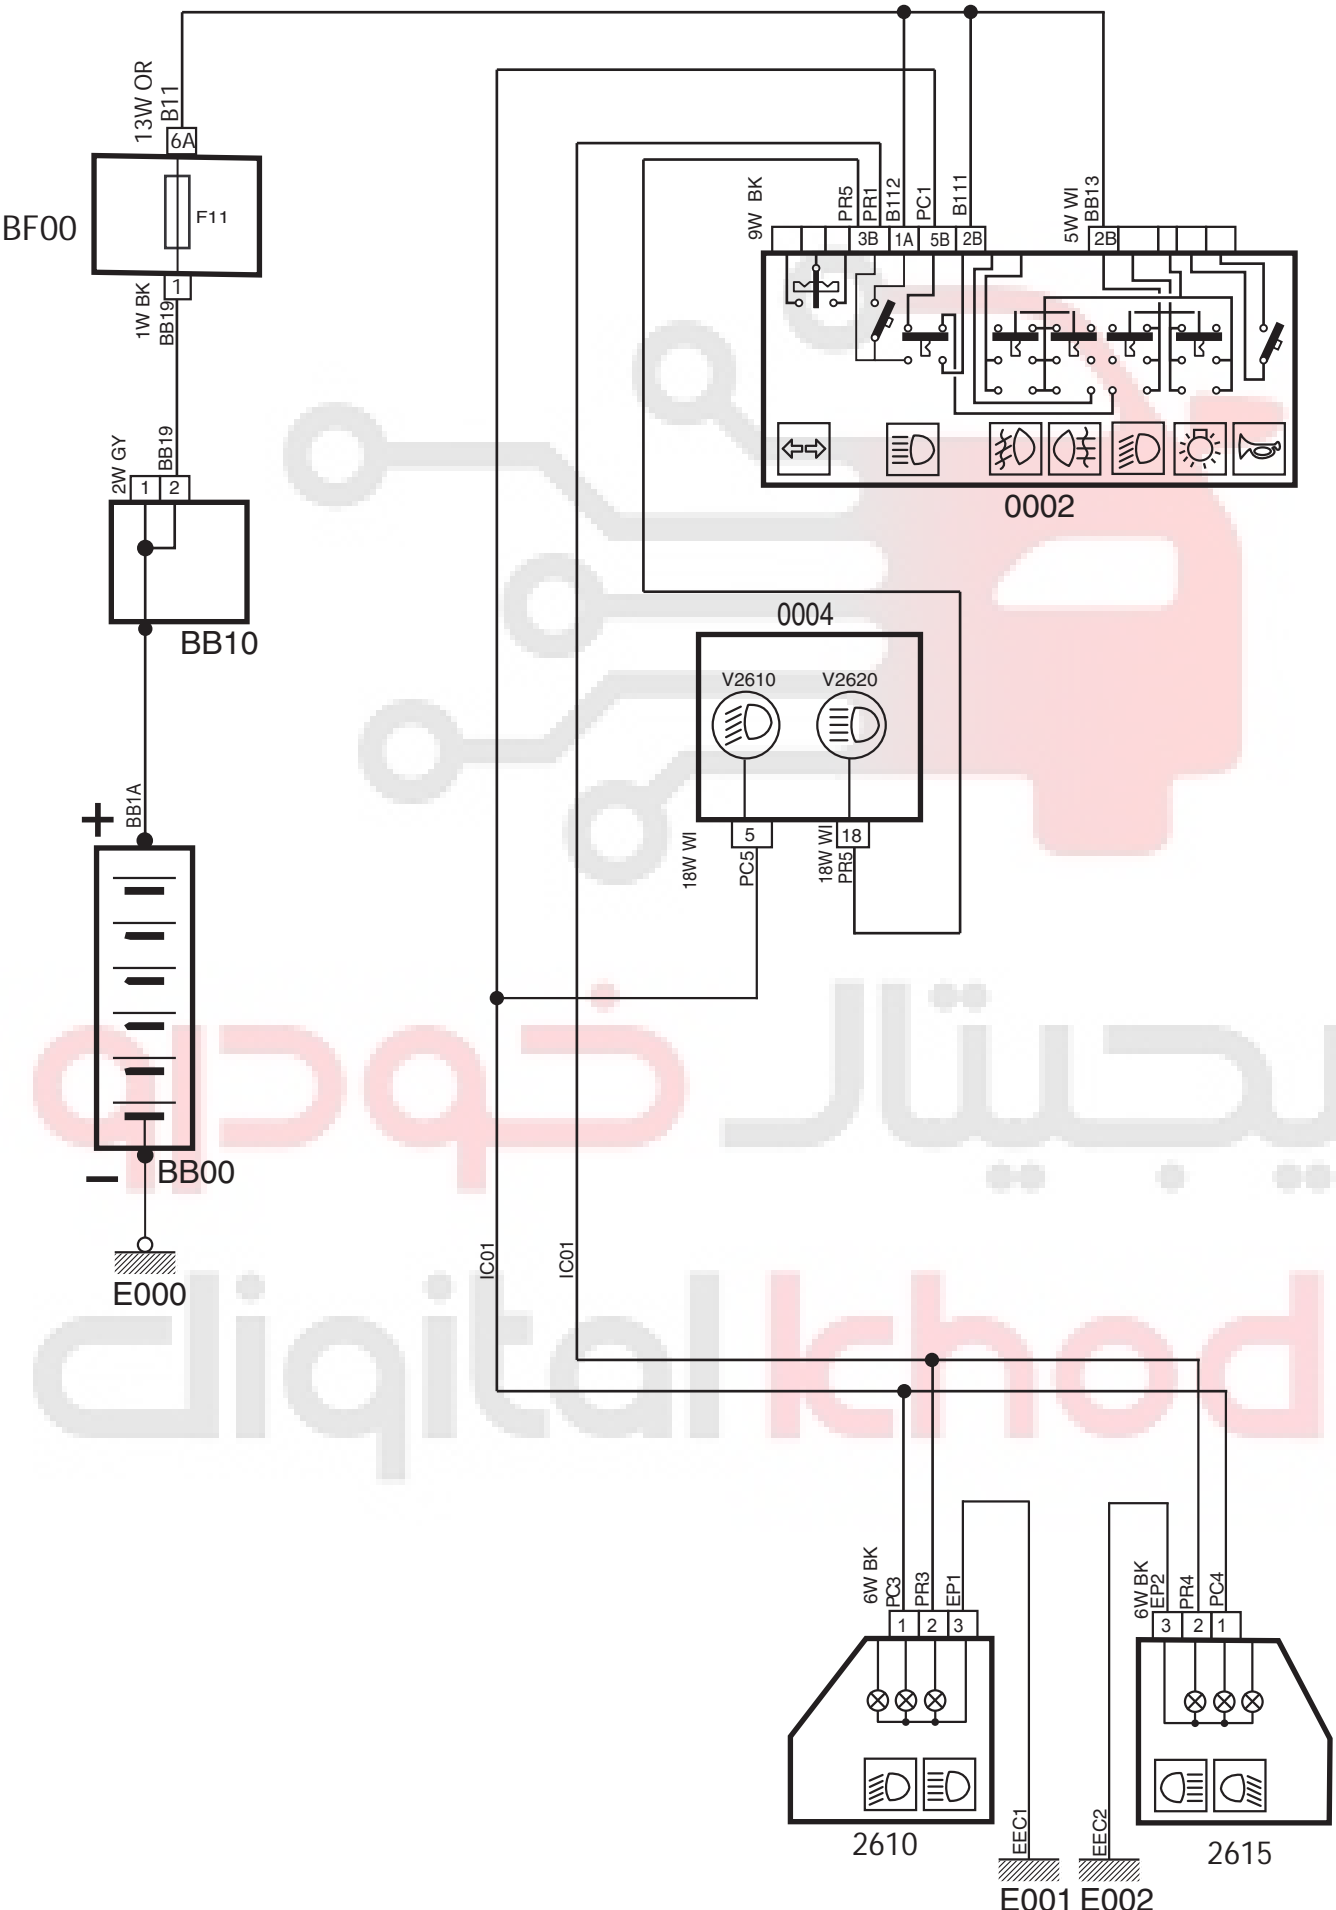 13W OR
B11
6A
BF00
F11
1
1W BK
BB19
2W GY
BB19
1 2
BB10
BB1A
+
−
BB00
E000
9W BK
PR5
PR1
B112
PC1
B111
5W WI
BB13
3B 1A 5B 2B
2B
0002
0004
V2610 V2620
5 18
18W WI
PC5
18W WI
PR5
دیجیتال خودرو
IC01
IC01
digital khod
6W BK
PC3
PR3
EP1
1 2 3
6W BK
EP2
PR4
PC4
3 2 1
2610
EEC1
EEC2
2615
E001 E002